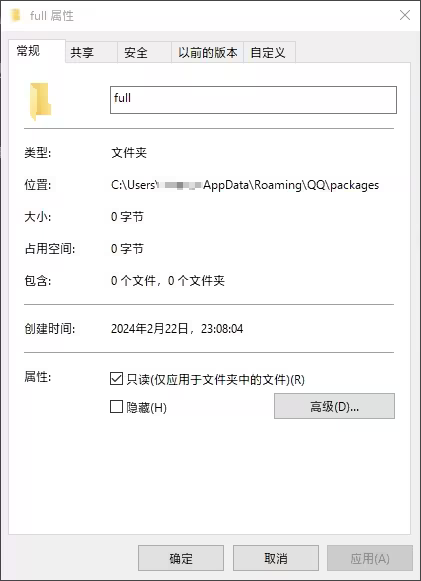 full 属性
常规 共享 安全 以前的版本 自定义
full
类型: 文件夹
位置: C:\Users\ AppData\Roaming\QQ\packages
大小: 0 字节
占用空间: 0 字节
包含: 0 个文件，0 个文件夹
创建时间: 2024年2月22日，23:08:04
属性: 只读(仅应用于文件夹中的文件)(R)
隐藏(H) 高级(D)...
确定 取消 应用(A)